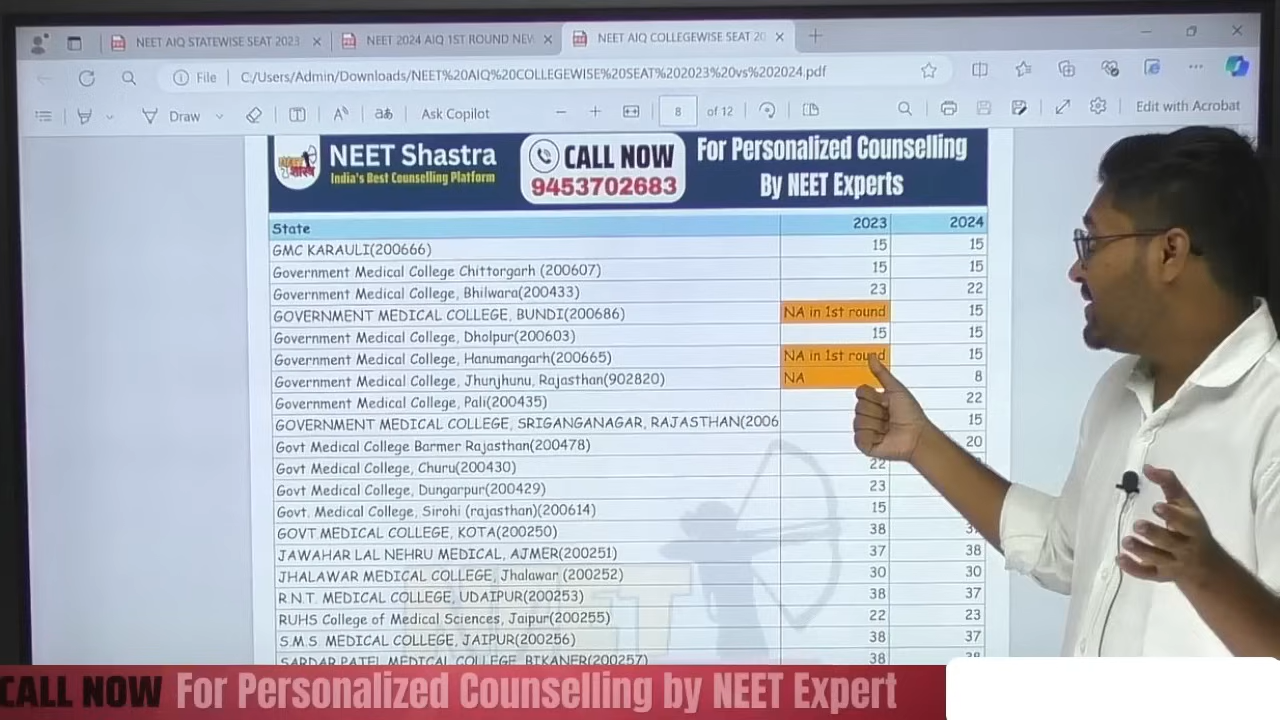 NEET AIQ STATEWISE SEAT 2023
NEET 2024 AIQ 1ST ROUND NEW
NEET AIQ COLLEGEWISE SEAT 20
File
C:/Users/Admin/Downloads/NEET%20AIQ%20COLLEGEWISE%20SEAT%202023%20vs%202024.pdf
Draw
aあ
Ask Copilot
8 of 12
Edit with Acrobat
NEET Shastra
India's Best Counselling Platform
CALL NOW
9453702683
For Personalized Counselling
By NEET Experts
State 2023 2024
GMC KARAULI(200666) 15 15
Government Medical College Chittorgarh (200607) 15 15
Government Medical College, Bhilwara(200433) 23 22
GOVERNMENT MEDICAL COLLEGE, BUNDI(200686) NA in 1st round 15
Government Medical College, Dholpur(200603) 15 15
Government Medical College, Hanumangarh(200665) NA in 1st round 15
Government Medical College, Jhunjhunu, Rajasthan(902820) NA 8
Government Medical College, Pali(200435) 22
GOVERNMENT MEDICAL COLLEGE, SRIGANGANAGAR, RAJASTHAN(2006 15
Govt Medical College Barmer Rajasthan(200478) 20
Govt Medical College, Churu(200430) 22
Govt Medical College, Dungarpur(200429) 23
Govt. Medical College, Sirohi (rajasthan)(200614) 15
GOVT MEDICAL COLLEGE, KOTA(200250) 38
JAWAHAR LAL NEHRU MEDICAL, AJMER(200251) 37 38
JHALAWAR MEDICAL COLLEGE, Jhalawar (200252) 30 30
R.N.T. MEDICAL COLLEGE, UDAIPUR(200253) 38 37
RUHS College of Medical Sciences, Jaipur(200255) 22 23
S.M.S MEDICAL COLLEGE, JAIPUR(200256) 38 37
SARDAR PATEL MEDICAL COLLEGE, BIKANER(200257) 38 38
CALL NOW For Personalized Counselling by NEET Expert